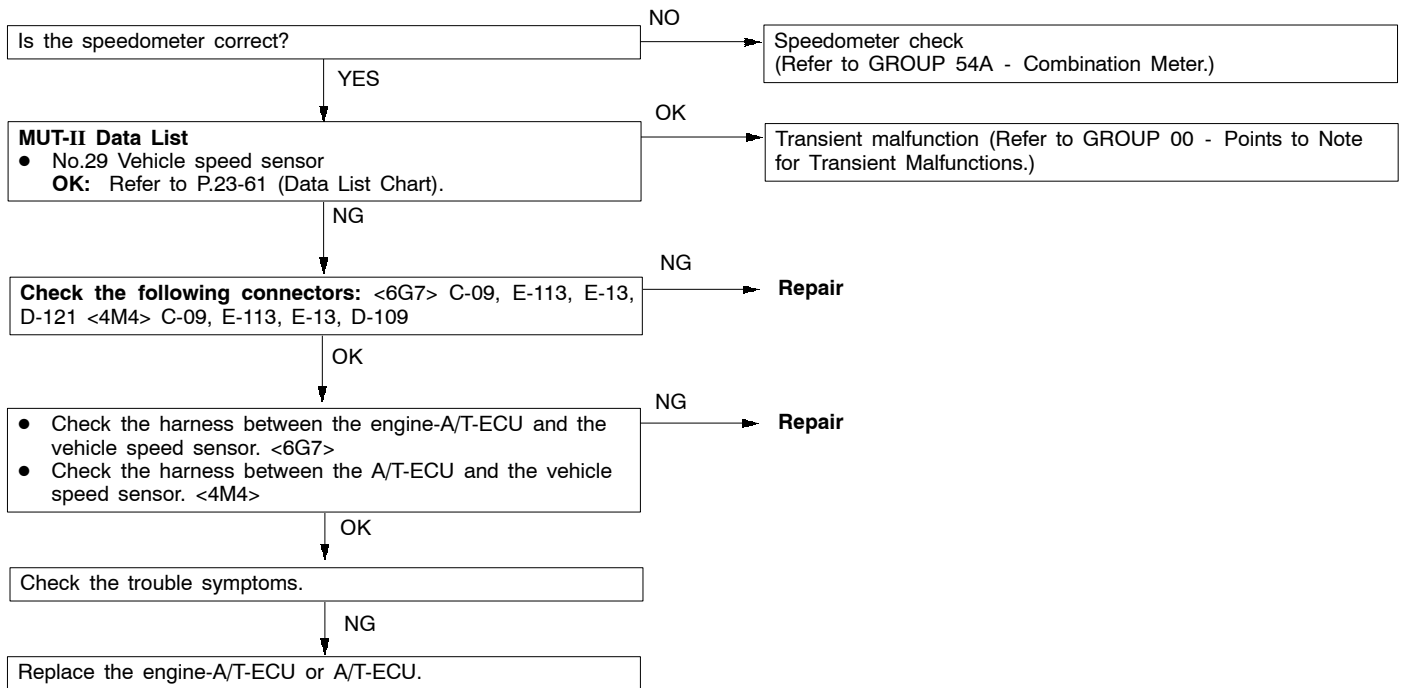 NO
Is the speedometer correct?
Speedometer check
(Refer to GROUP 54A - Combination Meter.)
YES
OK
MUT-II Data List
● No.29 Vehicle speed sensor
OK: Refer to P.23-61 (Data List Chart).
Transient malfunction (Refer to GROUP 00 - Points to Note
for Transient Malfunctions.)
NG
NG
Check the following connectors: <6G7> C-09, E-113, E-13,
D-121 <4M4> C-09, E-113, E-13, D-109
Repair
OK
NG
● Check the harness between the engine-A/T-ECU and the
vehicle speed sensor. <6G7>
● Check the harness between the A/T-ECU and the vehicle
speed sensor. <4M4>
Repair
OK
Check the trouble symptoms.
NG
Replace the engine-A/T-ECU or A/T-ECU.